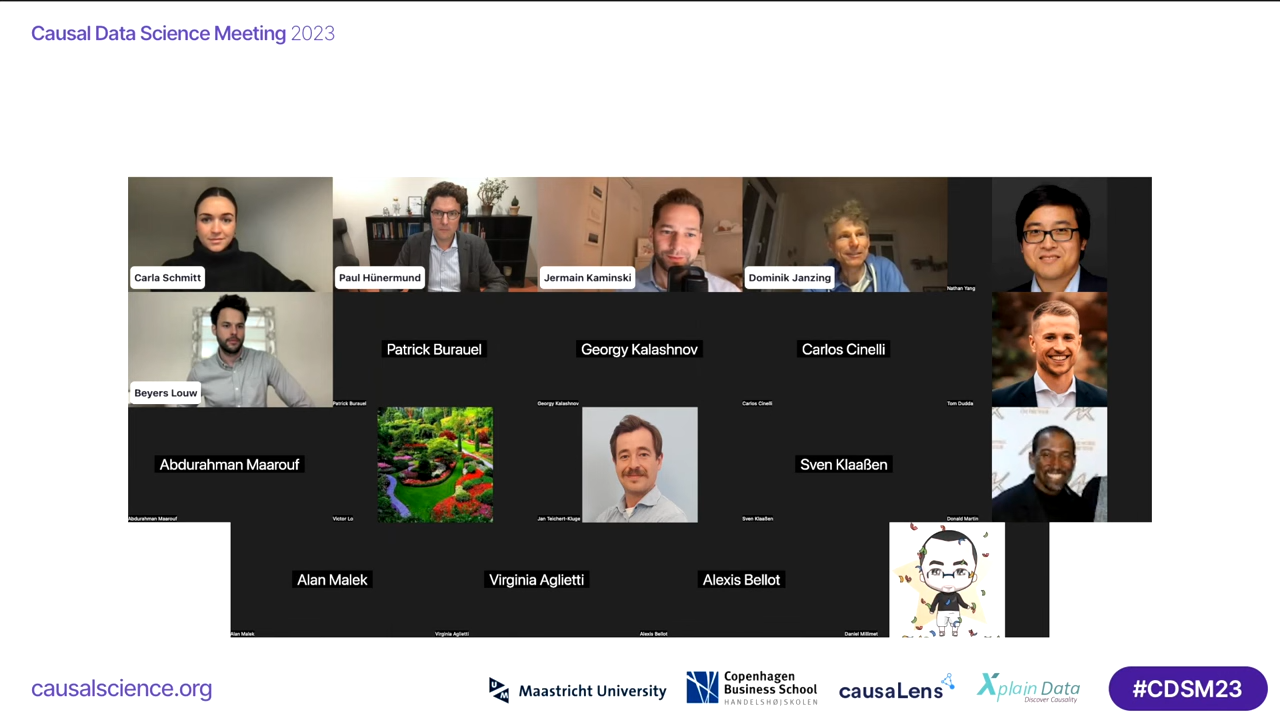 Causal Data Science Meeting 2023
Carla Schmitt
Paul Hünermund
Jermain Kaminski
Dominik Janzing
Nathan Yang
Beyers Louw
Patrick Burauel
Patrick Burauel
Georgy Kalashnov
Georgy Kalashnov
Carlos Cinelli
Carlos Cinelli
Tom Dudda
Abdurahman Maarouf
Abdurahman Maarouf
Victor Lo
Jan Teichert-Kluge
Sven Klaaßen
Sven Klaaßen
Donald Martin
Alan Malek
Alan Malek
Virginia Aglietti
Virginia Aglietti
Alexis Bellot
Alexis Bellot
Daniel Millimet
causalscience.org
UM
Maastricht University
Copenhagen
Business School
HANDELSHØJSKOLEN
causaLens
Xplain Data
Discover Causality
#CDSM23